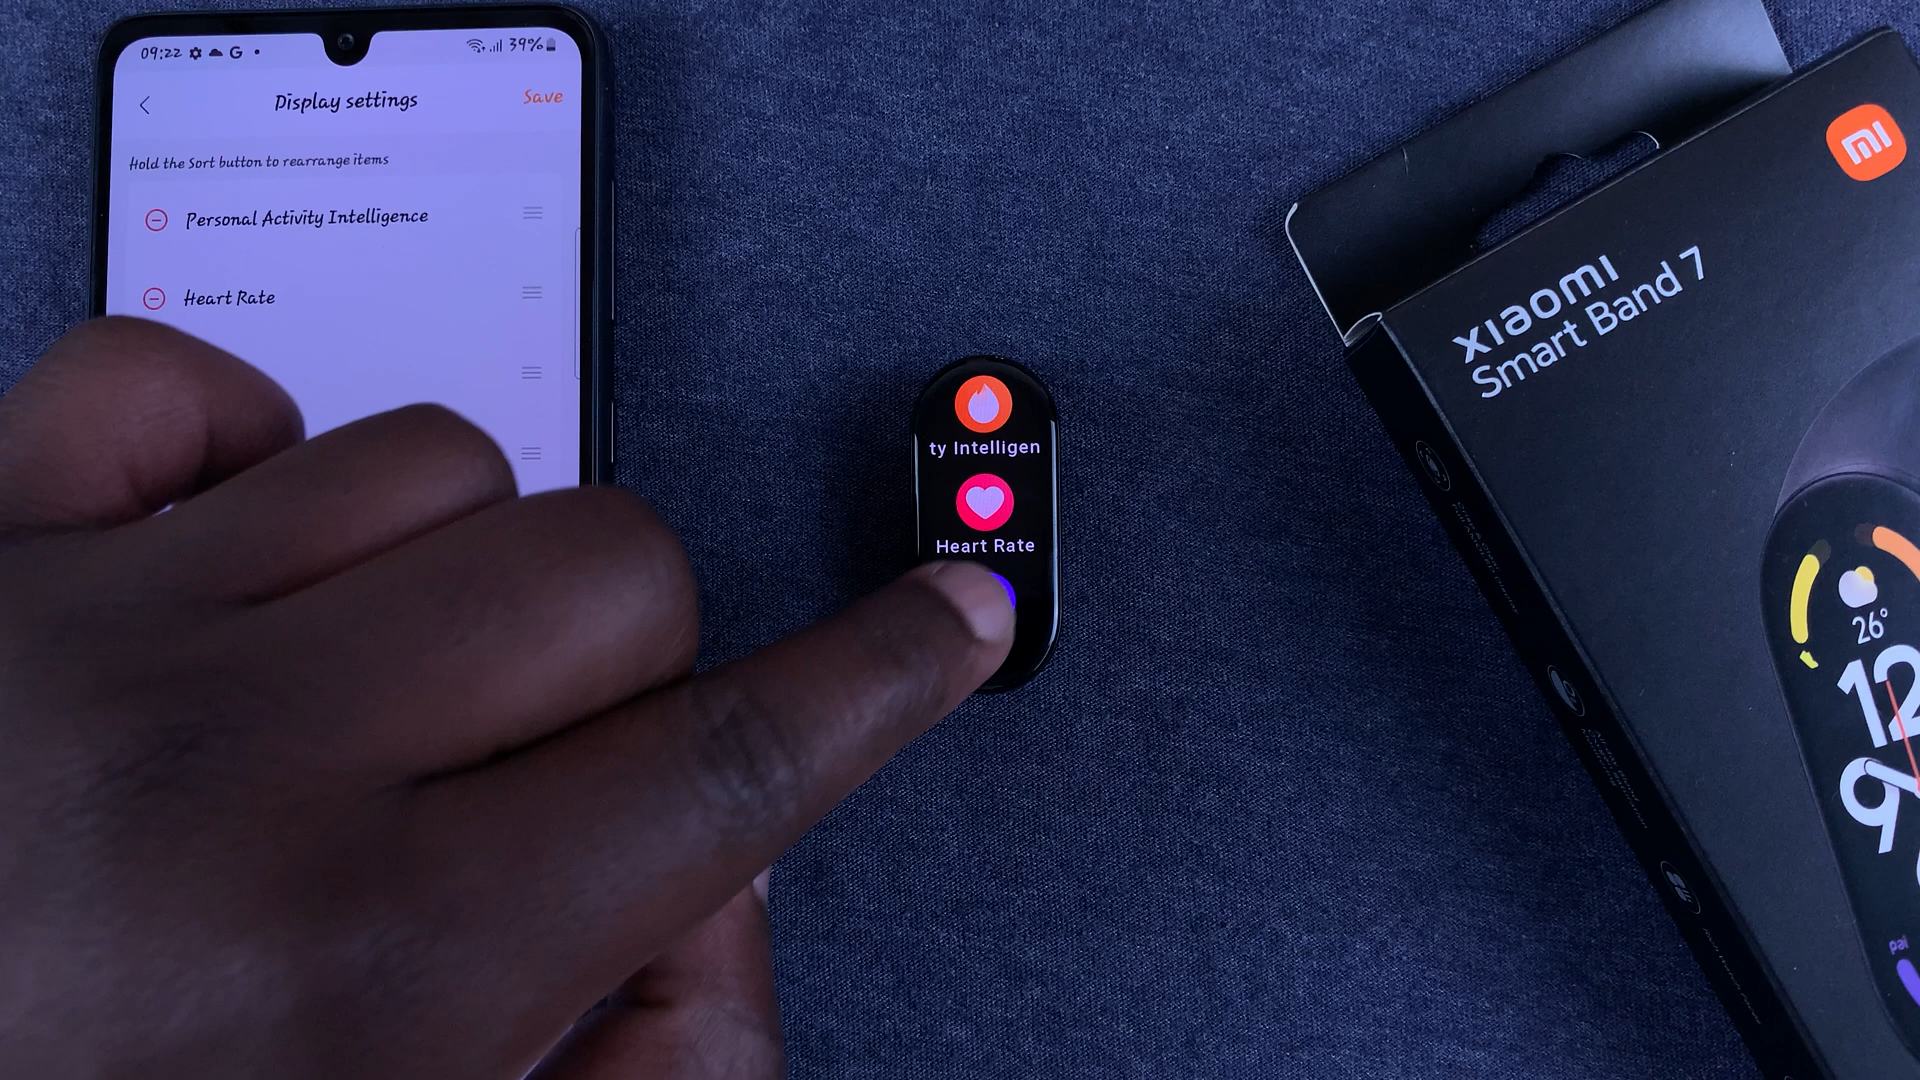 09:22 G 39%
Display settings
Save
Hold the Sort button to rearrange items
Personal Activity Intelligence
Heart Rate
ty Intelligen
Heart Rate
mi
xiaomi
Smart Band 7
26°
12
9
pai